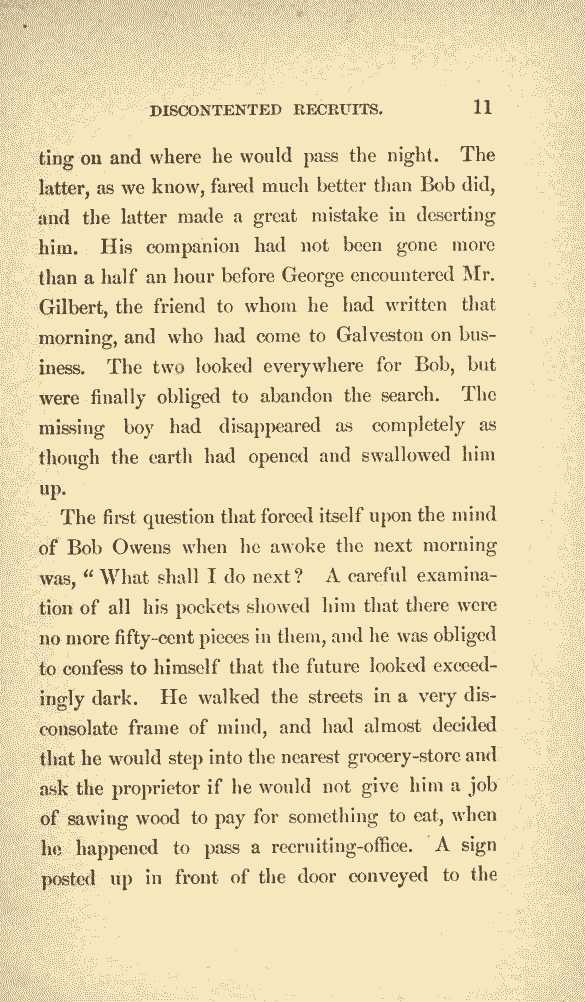 DISCONTENTED RECRUITS. 11
ting on and where he would pass the night. The
latter, as we know, fared much better than Bob did,
and the latter made a great mistake in deserting
him. His companion had not been gone more
than a half an hour before George encountered Mr.
Gilbert, the friend to whom he had written that
morning, and who had come to Galveston on bus-
iness. The two looked everywhere for Bob, but
were finally obliged to abandon the search. The
missing boy had disappeared as completely as
though the earth had opened and swallowed him
up.
The first question that forced itself upon the mind
of Bob Owens when he awoke the next morning
was, “ What shall I do next? A careful examina-
tion of all his pockets showed him that there were
no more fifty-cent pieces in them, and he was obliged
to confess to himself that the future looked exceed-
ingly dark. He walked the streets in a very dis-
consolate frame of mind, and had almost decided
that he would step into the nearest grocery-store and
ask the proprietor if he would not give him a job
of sawing wood to pay for something to eat, when
he happened to pass a recruiting-office. A sign
posted up in front of the door conveyed to the